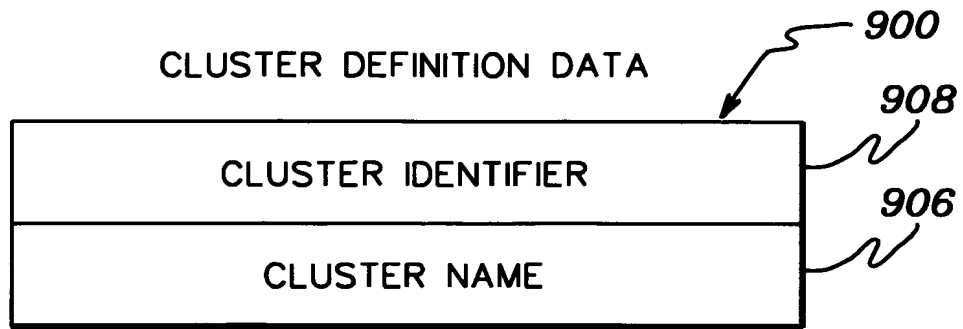 900
CLUSTER DEFINITION DATA
908
CLUSTER IDENTIFIER
906
CLUSTER NAME